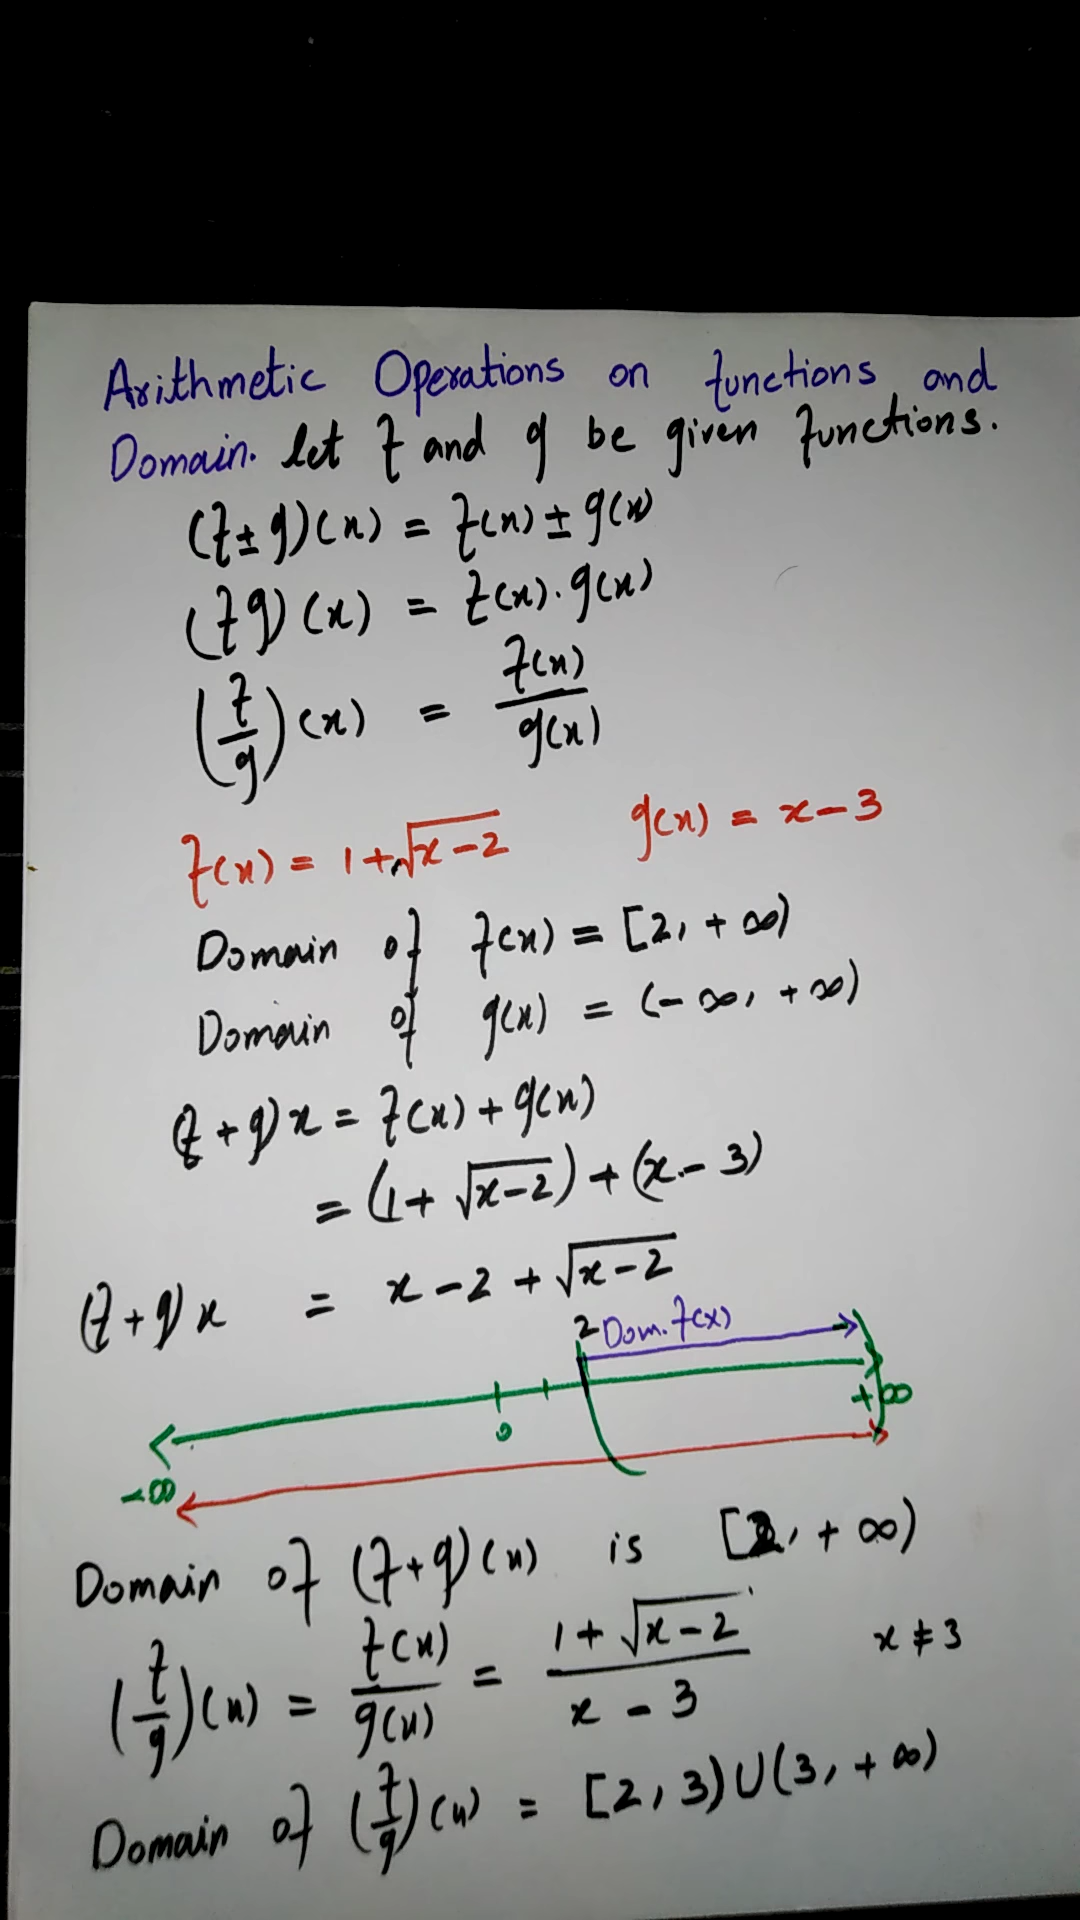 Arithmetic Operations on functions and
Domain. let f and g be given functions.
(f±g)(x) = f(x) ± g(x)
(fg)(x) = f(x).g(x)
(f/g)(x) = f(x)/g(x)
f(x) = 1+√(x-2) g(x) = x-3
Domain of f(x) = [2, +∞)
Domain of g(x) = (-∞, +∞)
(f+g)x = f(x)+g(x)
= (1+√(x-2))+(x-3)
(f+g)x = x-2+√(x-2)
2 Dom.f(x)
0 +∞
-∞
Domain of (f+g)(x) is [2, +∞)
(f/g)(x) = f(x)/g(x) = (1+√(x-2))/(x-3) x≠3
Domain of (f/g)(x) = [2,3)∪(3,+∞)